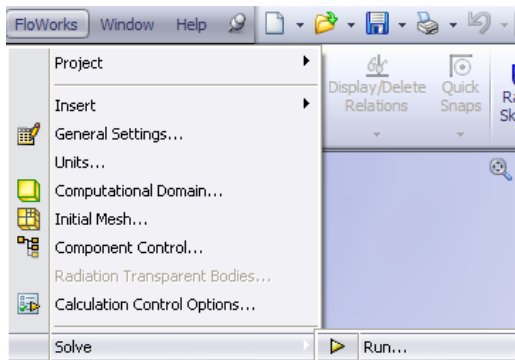 FloWorks Window Help
Project
Display/Delete Relations
Quick Snaps
Insert
General Settings...
Units...
Computational Domain...
Initial Mesh...
Component Control...
Radiation Transparent Bodies...
Calculation Control Options...
Solve
Run...